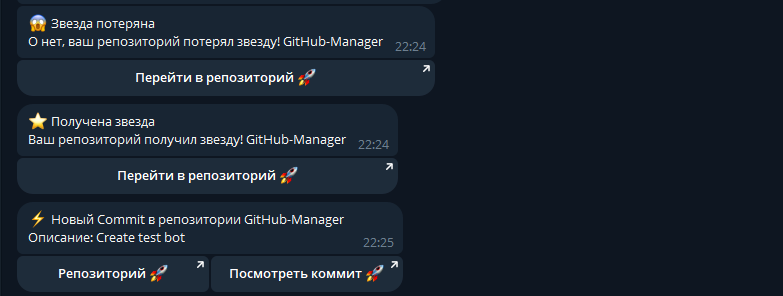 😱 Звезда потеряна
О нет, ваш репозиторий потерял звезду! GitHub-Manager 22:24
Перейти в репозиторий 🚀
⭐ Получена звезда
Ваш репозиторий получил звезду! GitHub-Manager 22:24
Перейти в репозиторий 🚀
⚡ Новый Commit в репозитории GitHub-Manager
Описание: Create test bot 22:25
Репозиторий 🚀 Посмотреть коммит 🚀